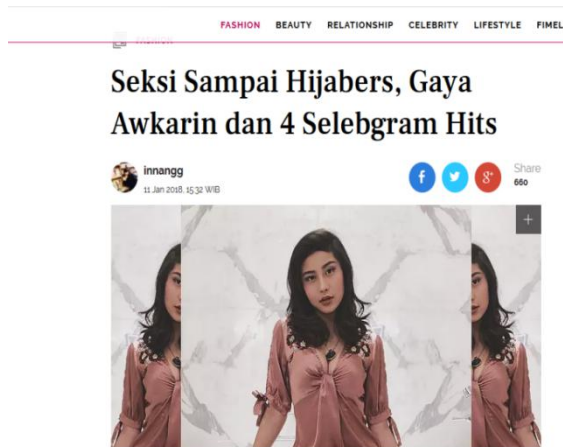 FASHION BEAUTY RELATIONSHIP CELEBRITY LIFESTYLE FIMEL
FASHION
Seksi Sampai Hijabers, Gaya
Awkarin dan 4 Selebgram Hits
innangg
11 Jan 2018, 15:32 WIB
Share
660